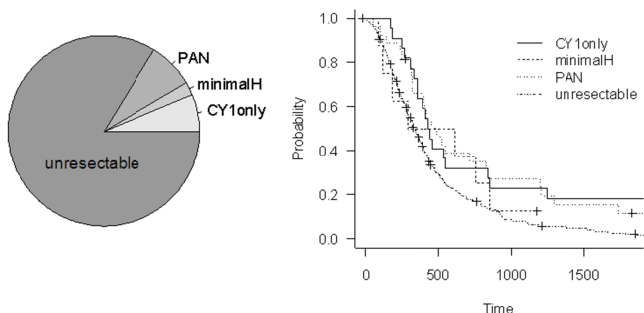 PAN
minimalH
CY1only
unresectable
Probability
1.0
0.8
0.6
0.4
0.2
0.0
0
500
1000
1500
Time
CY1only
minimalH
PAN
unresectable